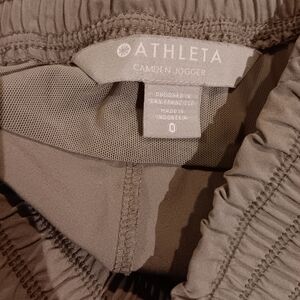 ATHLETA
CAMDEN JOGGER
DESIGNED IN
SAN FRANCISCO
MADE IN
INDONESIA
0